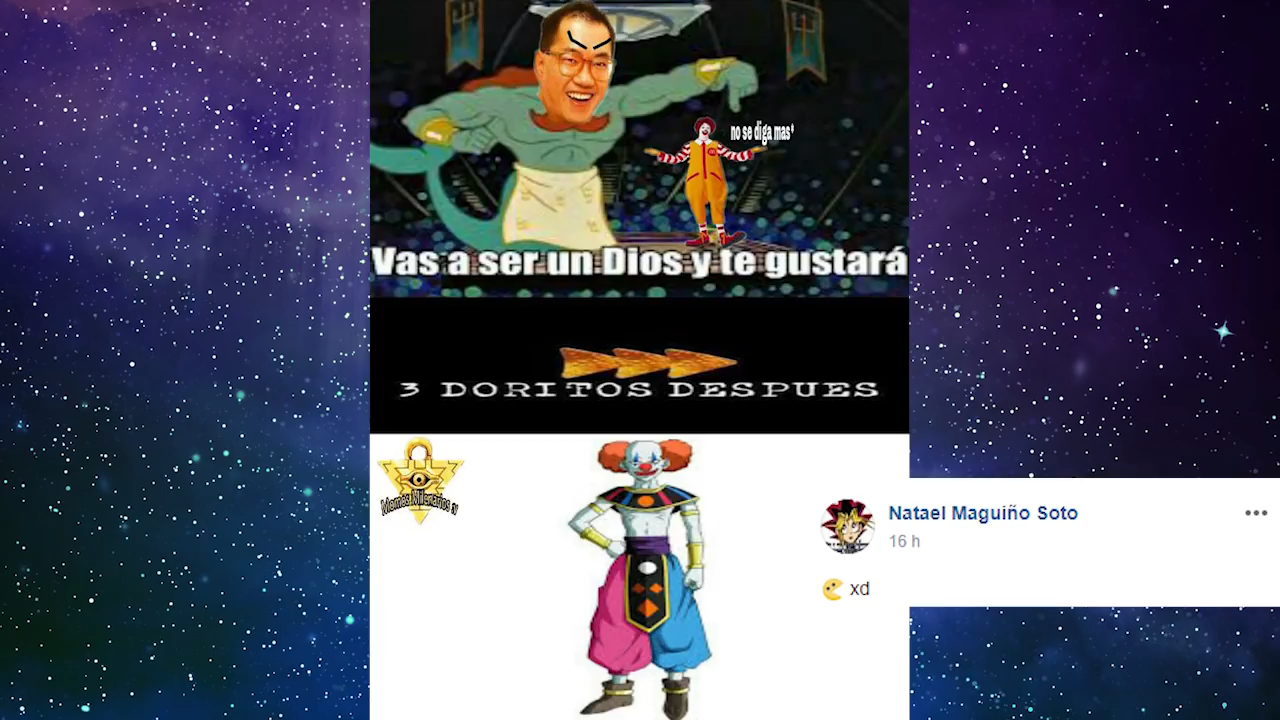 no se diga mas*
Vas a ser un Dios y te gustará
3 DORITOS DESPUES
Momos Milenarios :v
Natael Maguiño Soto
16 h
xd